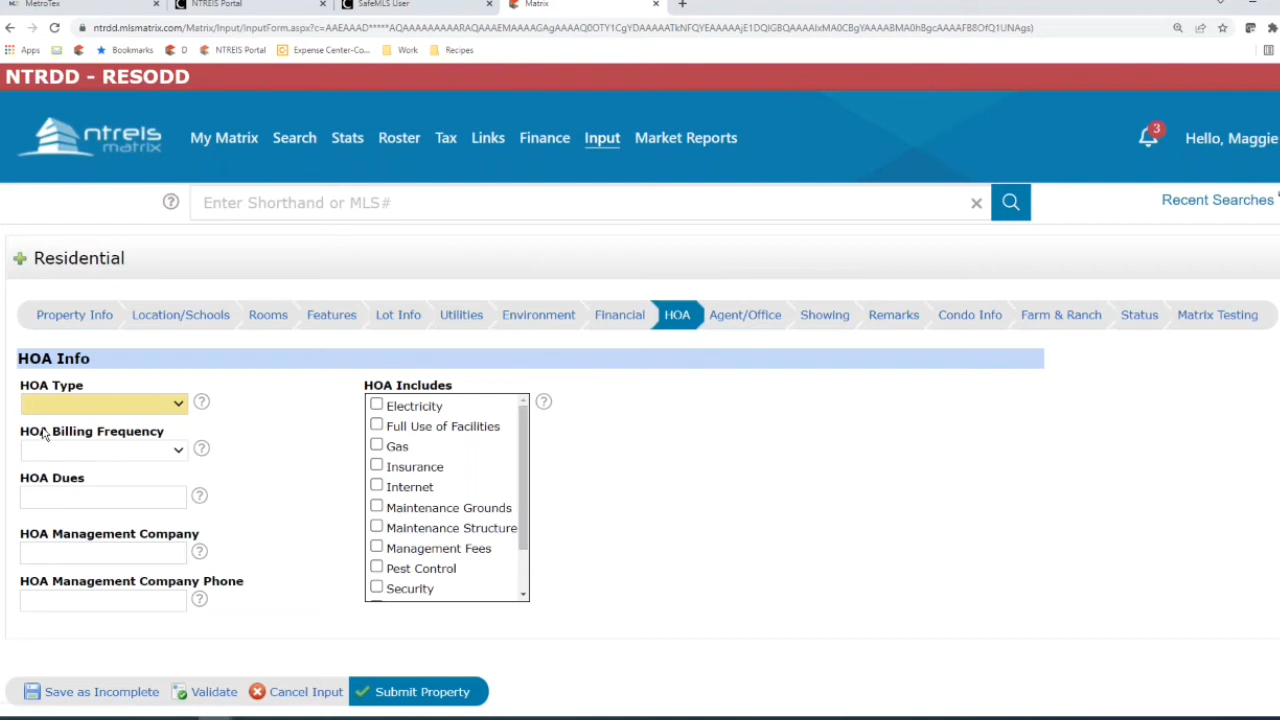 MetroTex NTREIS Portal SafeMLS User Matrix
ntrdd.mlsmatrix.com/Matrix/Input/InputForm.aspx?c=
Apps Bookmarks D NTREIS Portal Expense Center-Co... Work Recipes
NTRDD - RESODD
ntreis matrix
My Matrix Search Stats Roster Tax Links Finance Input Market Reports 3 Hello, Maggie
? Enter Shorthand or MLS# Recent Searches
Residential
Property Info Location/Schools Rooms Features Lot Info Utilities Environment Financial HOA Agent/Office Showing Remarks Condo Info Farm & Ranch Status Matrix Testing
HOA Info
HOA Type ?
HOA Billing Frequency ?
HOA Dues ?
HOA Management Company ?
HOA Management Company Phone ?
HOA Includes ?
Electricity
Full Use of Facilities
Gas
Insurance
Internet
Maintenance Grounds
Maintenance Structure
Management Fees
Pest Control
Security
Save as Incomplete Validate Cancel Input Submit Property